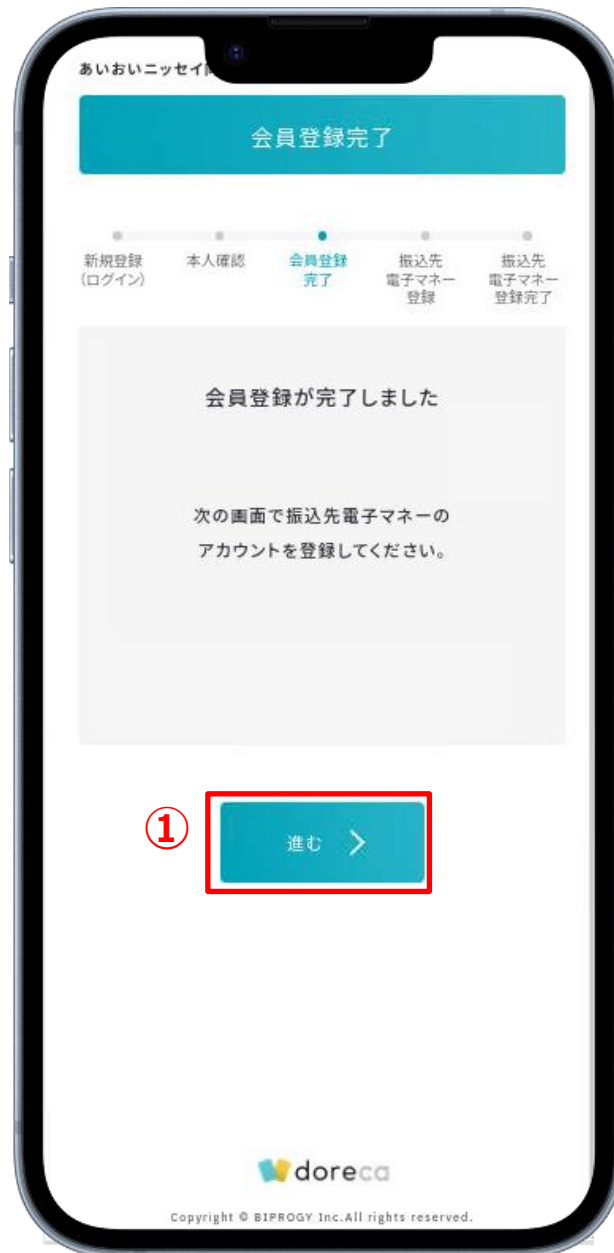 あいおいニッセイ
会員登録完了
新規登録
(ログイン)
本人確認
会員登録
完了
振込先
電子マネー
登録
振込先
電子マネー
登録完了
会員登録が完了しました
次の画面で振込先電子マネーの
アカウントを登録してください。
①
進む
doreca
Copyright © BIPROGY Inc.All rights reserved.